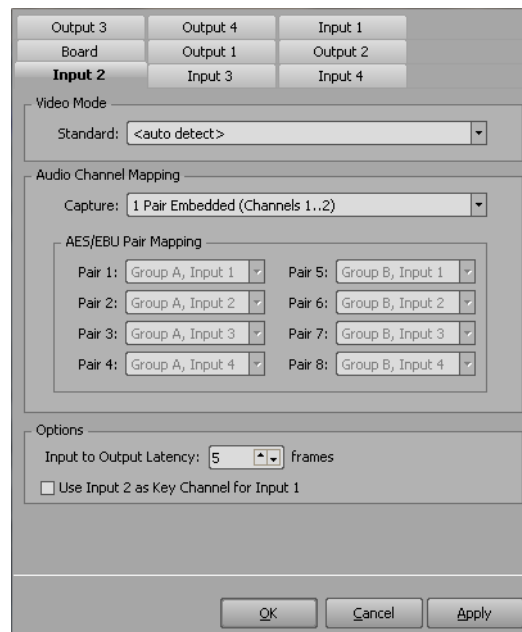 Output 3 Output 4 Input 1
Board Output 1 Output 2
Input 2 Input 3 Input 4
Video Mode
Standard: <auto detect>
Audio Channel Mapping
Capture: 1 Pair Embedded (Channels 1..2)
AES/EBU Pair Mapping
Pair 1: Group A, Input 1 Pair 5: Group B, Input 1
Pair 2: Group A, Input 2 Pair 6: Group B, Input 2
Pair 3: Group A, Input 3 Pair 7: Group B, Input 3
Pair 4: Group A, Input 4 Pair 8: Group B, Input 4
Options
Input to Output Latency: 5 frames
Use Input 2 as Key Channel for Input 1
OK Cancel Apply